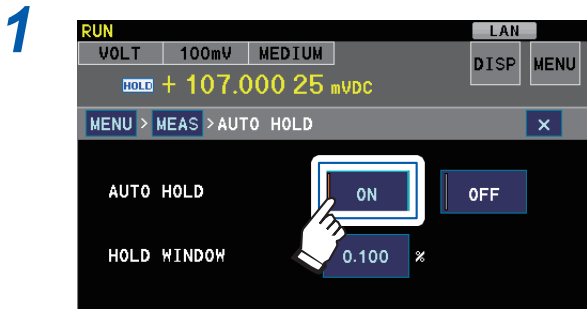 1
RUN LAN
VOLT 100mV MEDIUM DISP MENU
HOLD + 107.000 25 mVDC
MENU > MEAS > AUTO HOLD ×
AUTO HOLD ON OFF
HOLD WINDOW 0.100 %